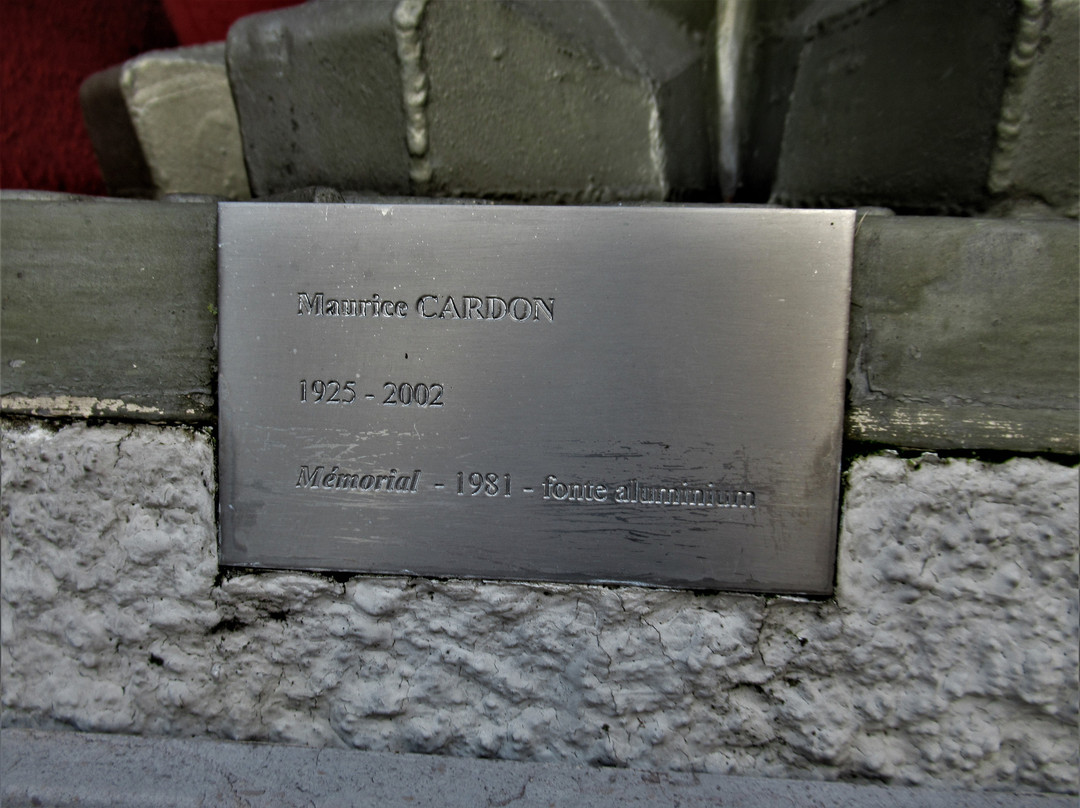 Maurice CARDON
1925 - 2002
Mémorial - 1981 - fonte aluminium